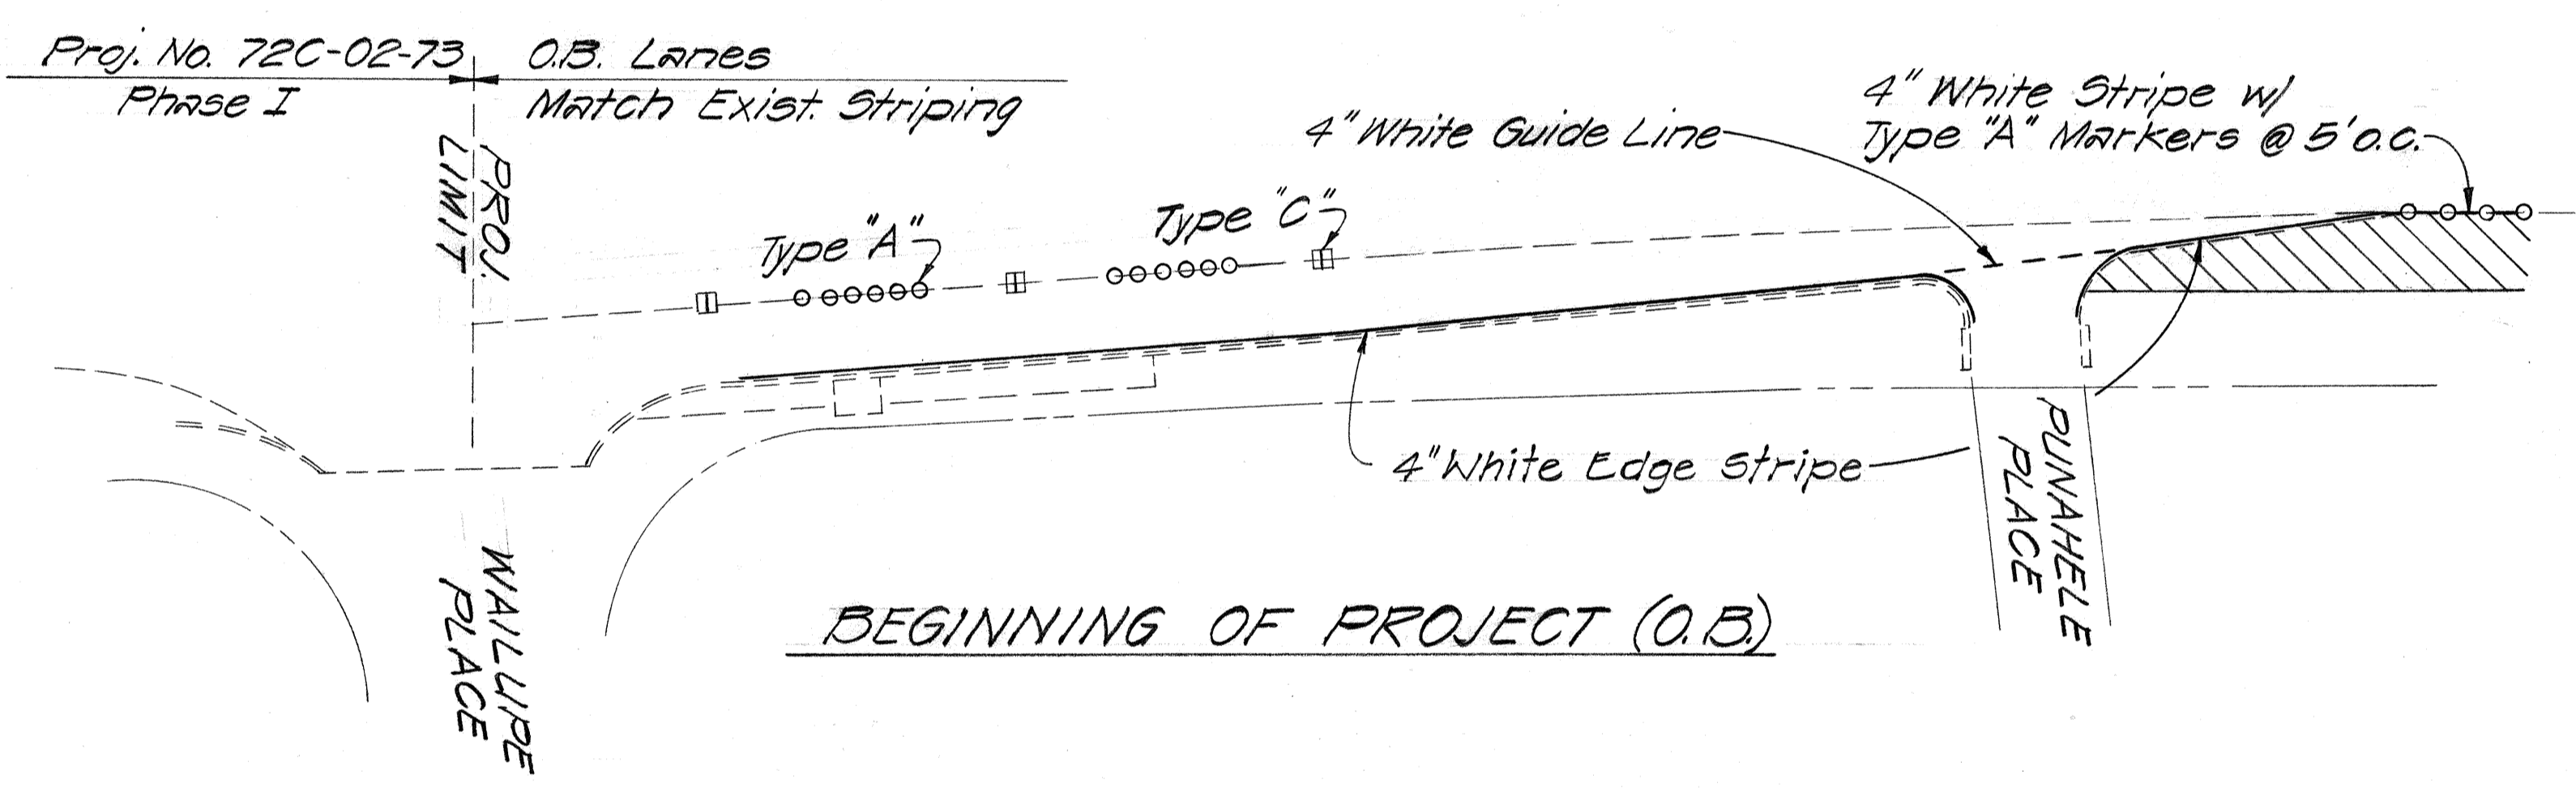 Proj. No. 72C-02-73
Phase I
O.B. Lanes
Match Exist. Striping
PROJ.
LIMIT
Type "A"
Type "C"
4" White Guide Line
4" White Stripe w/
Type "A" Markers @ 5' o.c.
4" White Edge Stripe
WAILUPE
PLACE
PUNAHELE
PLACE
BEGINNING OF PROJECT (O.B.)